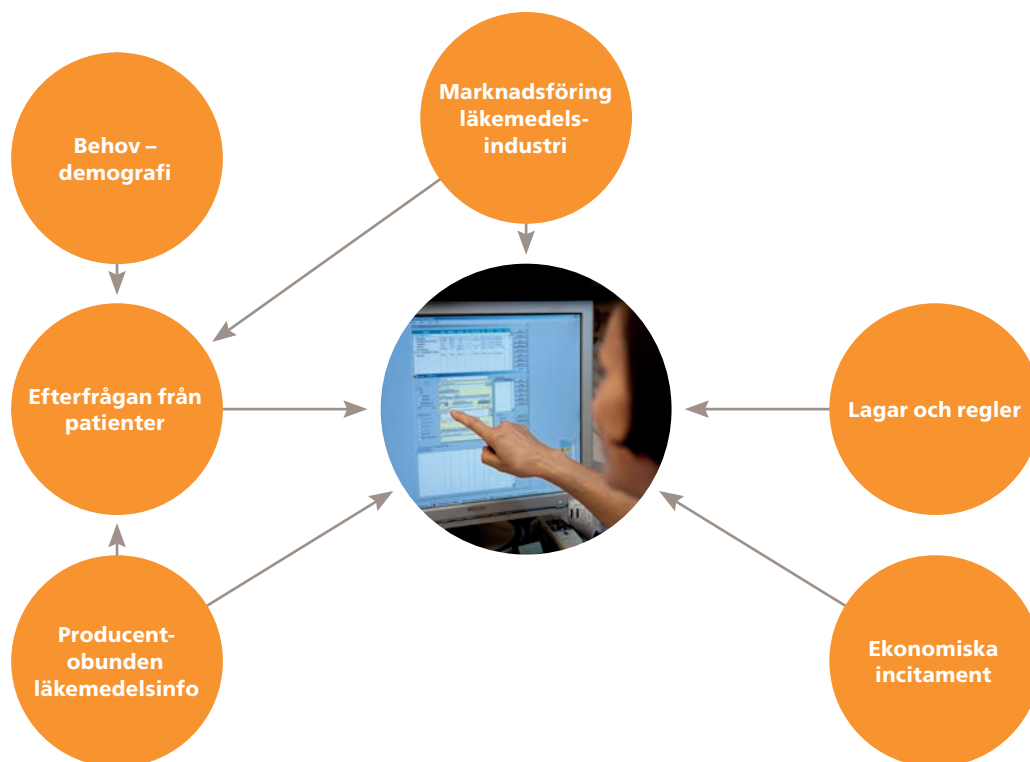 Marknadsföring
läkemedels-
industri
Behov –
demografi
Efterfrågan från
patienter
Lagar och regler
Producent-
obunden
läkemedelsinfo
Ekonomiska
incitament